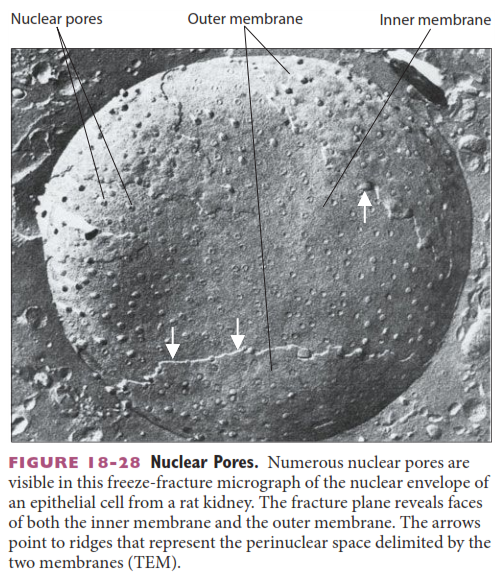 Nuclear pores Outer membrane Inner membrane
FIGURE 18-28 Nuclear Pores. Numerous nuclear pores are
visible in this freeze-fracture micrograph of the nuclear envelope of
an epithelial cell from a rat kidney. The fracture plane reveals faces
of both the inner membrane and the outer membrane. The arrows
point to ridges that represent the perinuclear space delimited by the
two membranes (TEM).